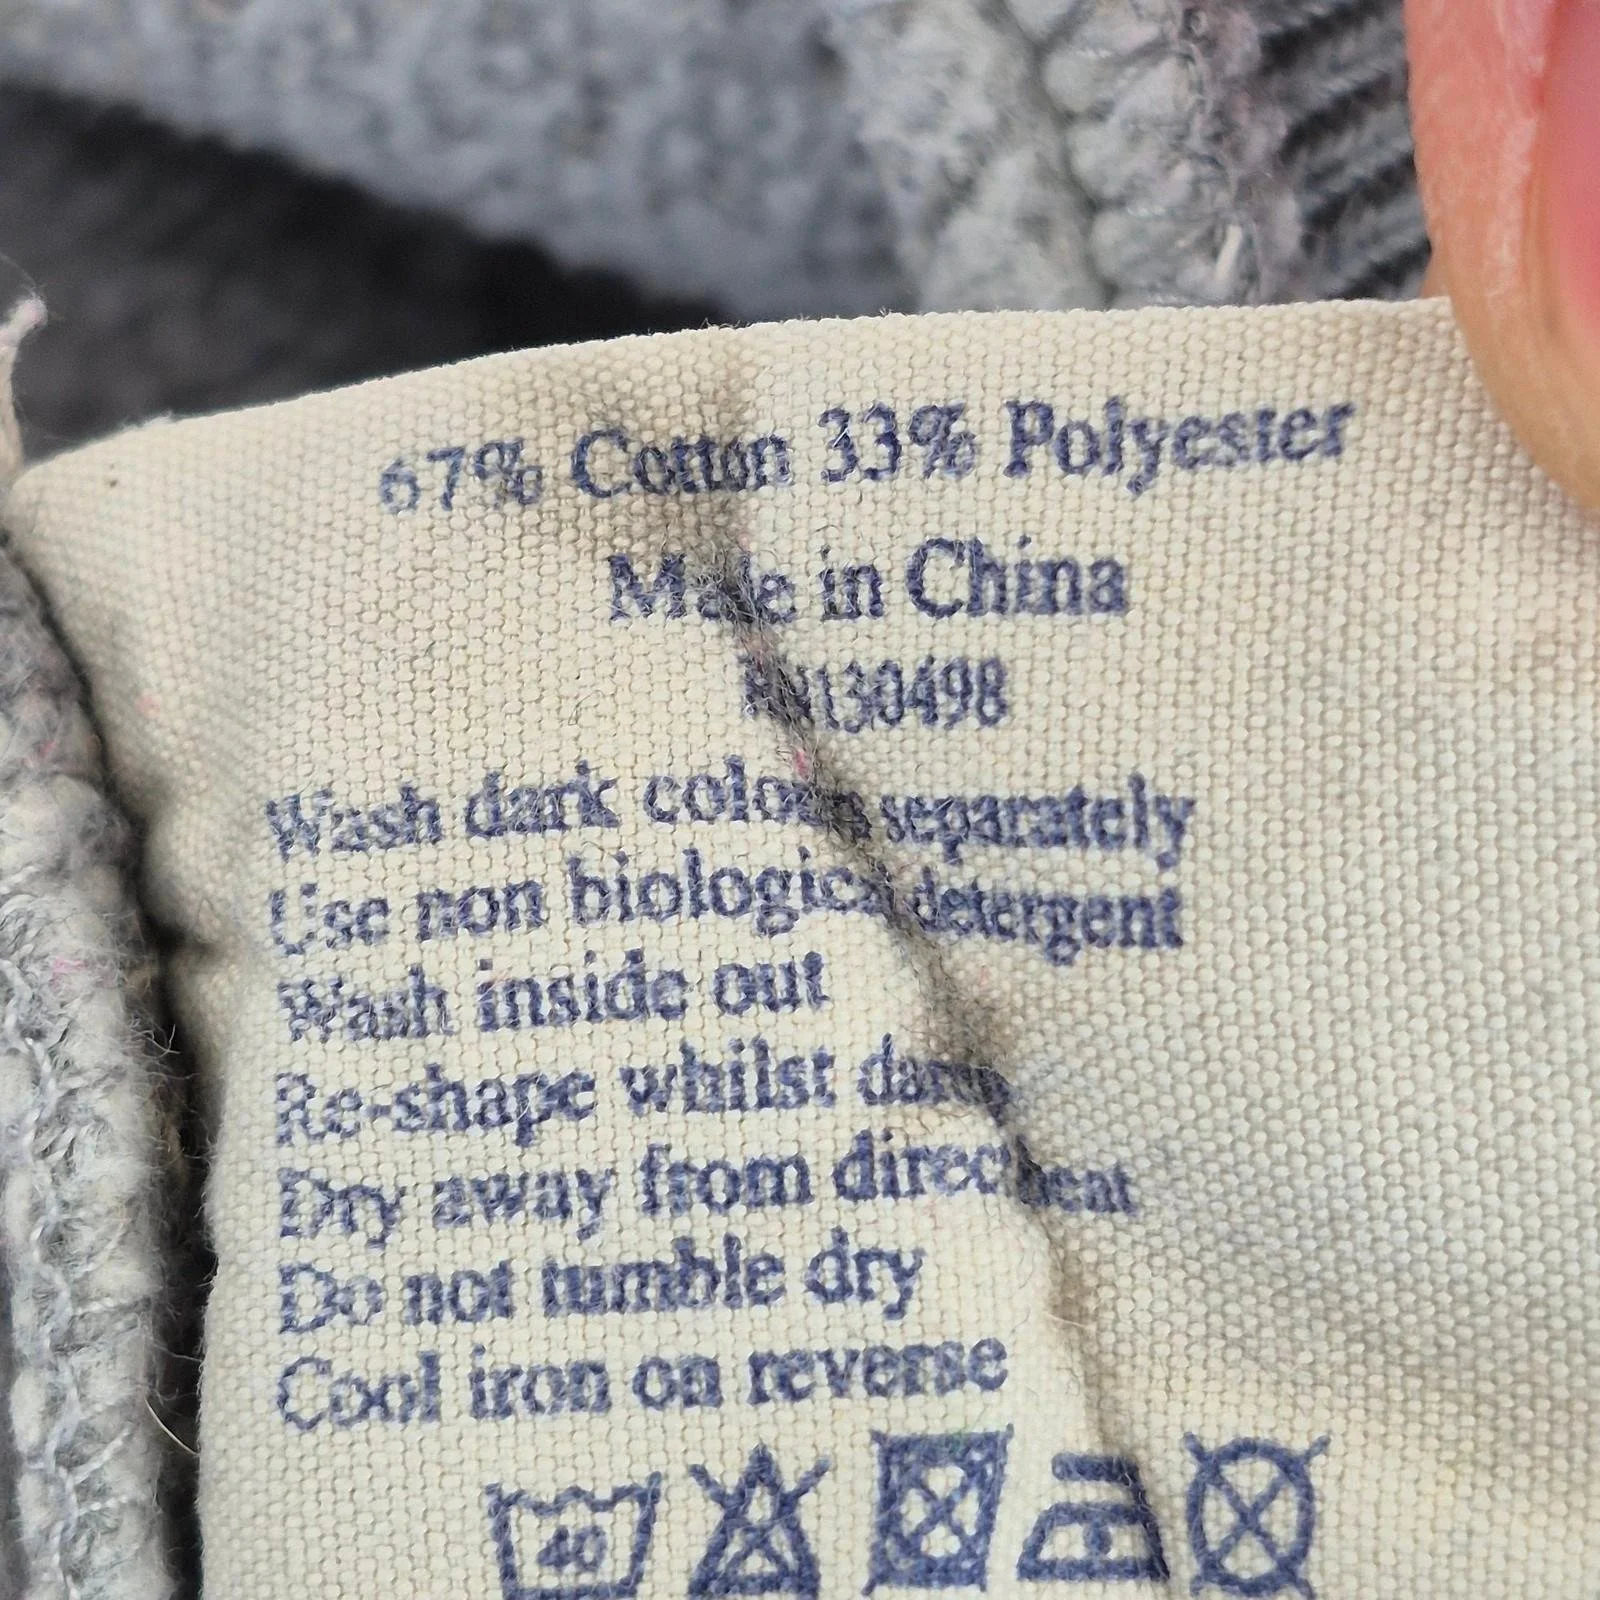 67% Cotton 33% Polyester
Made in China
RN130498
Wash dark colours separately
Use non biological detergent
Wash inside out
Re-shape whilst damp
Dry away from direct heat
Do not tumble dry
Cool iron on reverse
40